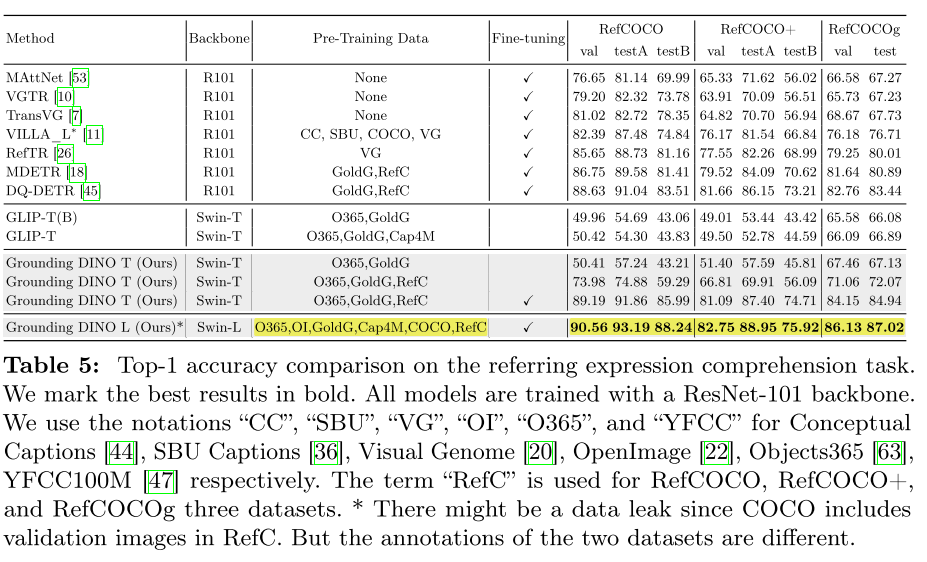 Method Backbone Pre-Training Data Fine-tuning RefCOCO RefCOCO+ RefCOCOg
val testA testB val testA testB val test
MAttNet [53] R101 None ✓ 76.65 81.14 69.99 65.33 71.62 56.02 66.58 67.27
VGTR [10] R101 None ✓ 79.20 82.32 73.78 63.91 70.09 56.51 65.73 67.23
TransVG [7] R101 None ✓ 81.02 82.72 78.35 64.82 70.70 56.94 68.67 67.73
VILLA_L* [11] R101 CC, SBU, COCO, VG ✓ 82.39 87.48 74.84 76.17 81.54 66.84 76.18 76.71
RefTR [26] R101 VG ✓ 85.65 88.73 81.16 77.55 82.26 68.99 79.25 80.01
MDETR [18] R101 GoldG,RefC ✓ 86.75 89.58 81.41 79.52 84.09 70.62 81.64 80.89
DQ-DETR [45] R101 GoldG,RefC ✓ 88.63 91.04 83.51 81.66 86.15 73.21 82.76 83.44
GLIP-T(B) Swin-T O365,GoldG 49.96 54.69 43.06 49.01 53.44 43.42 65.58 66.08
GLIP-T Swin-T O365,GoldG,Cap4M 50.42 54.30 43.83 49.50 52.78 44.59 66.09 66.89
Grounding DINO T (Ours) Swin-T O365,GoldG 50.41 57.24 43.21 51.40 57.59 45.81 67.46 67.13
Grounding DINO T (Ours) Swin-T O365,GoldG,RefC 73.98 74.88 59.29 66.81 69.91 56.09 71.06 72.07
Grounding DINO T (Ours) Swin-T O365,GoldG,RefC ✓ 89.19 91.86 85.99 81.09 87.40 74.71 84.15 84.94
Grounding DINO L (Ours)* Swin-L O365,OI,GoldG,Cap4M,COCO,RefC ✓ 90.56 93.19 88.24 82.75 88.95 75.92 86.13 87.02
Table 5: Top-1 accuracy comparison on the referring expression comprehension task.
We mark the best results in bold. All models are trained with a ResNet-101 backbone.
We use the notations “CC”, “SBU”, “VG”, “OI”, “O365”, and “YFCC” for Conceptual
Captions [44], SBU Captions [36], Visual Genome [20], OpenImage [22], Objects365 [63],
YFCC100M [47] respectively. The term “RefC” is used for RefCOCO, RefCOCO+,
and RefCOCOg three datasets. * There might be a data leak since COCO includes
validation images in RefC. But the annotations of the two datasets are different.